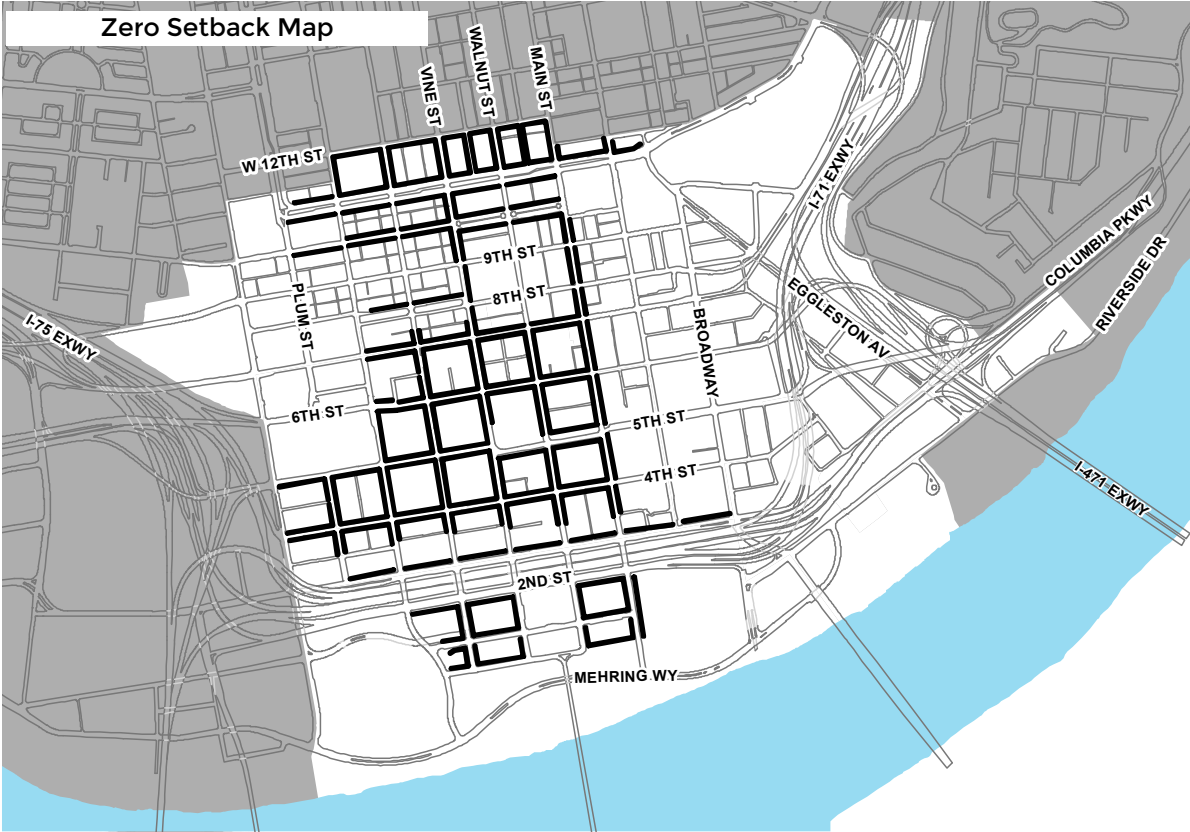 Zero Setback Map
VINE ST
WALNUT ST
MAIN ST
W 12TH ST
I-71 EXWY
COLUMBIA PKWY
RIVERSIDE DR
9TH ST
8TH ST
PLUM ST
EGGLESTON AV
BROADWAY
I-75 EXWY
6TH ST
5TH ST
4TH ST
I-471 EXWY
2ND ST
MEHRING WY